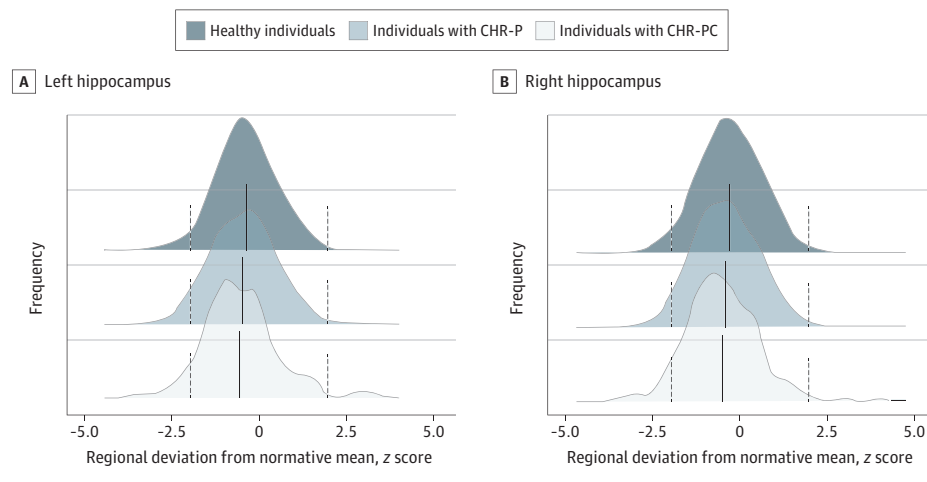 Healthy individuals Individuals with CHR-P Individuals with CHR-PC
A Left hippocampus
Frequency
-5.0 -2.5 0 2.5 5.0
Regional deviation from normative mean, z score
B Right hippocampus
Frequency
-5.0 -2.5 0 2.5 5.0
Regional deviation from normative mean, z score